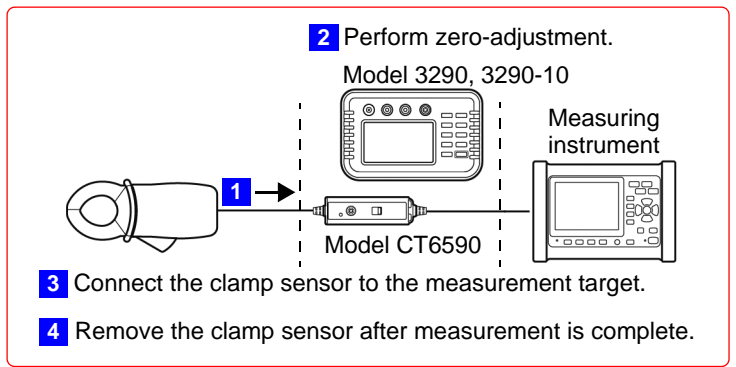 2 Perform zero-adjustment.
Model 3290, 3290-10
Measuring
instrument
1
Model CT6590
3 Connect the clamp sensor to the measurement target.
4 Remove the clamp sensor after measurement is complete.